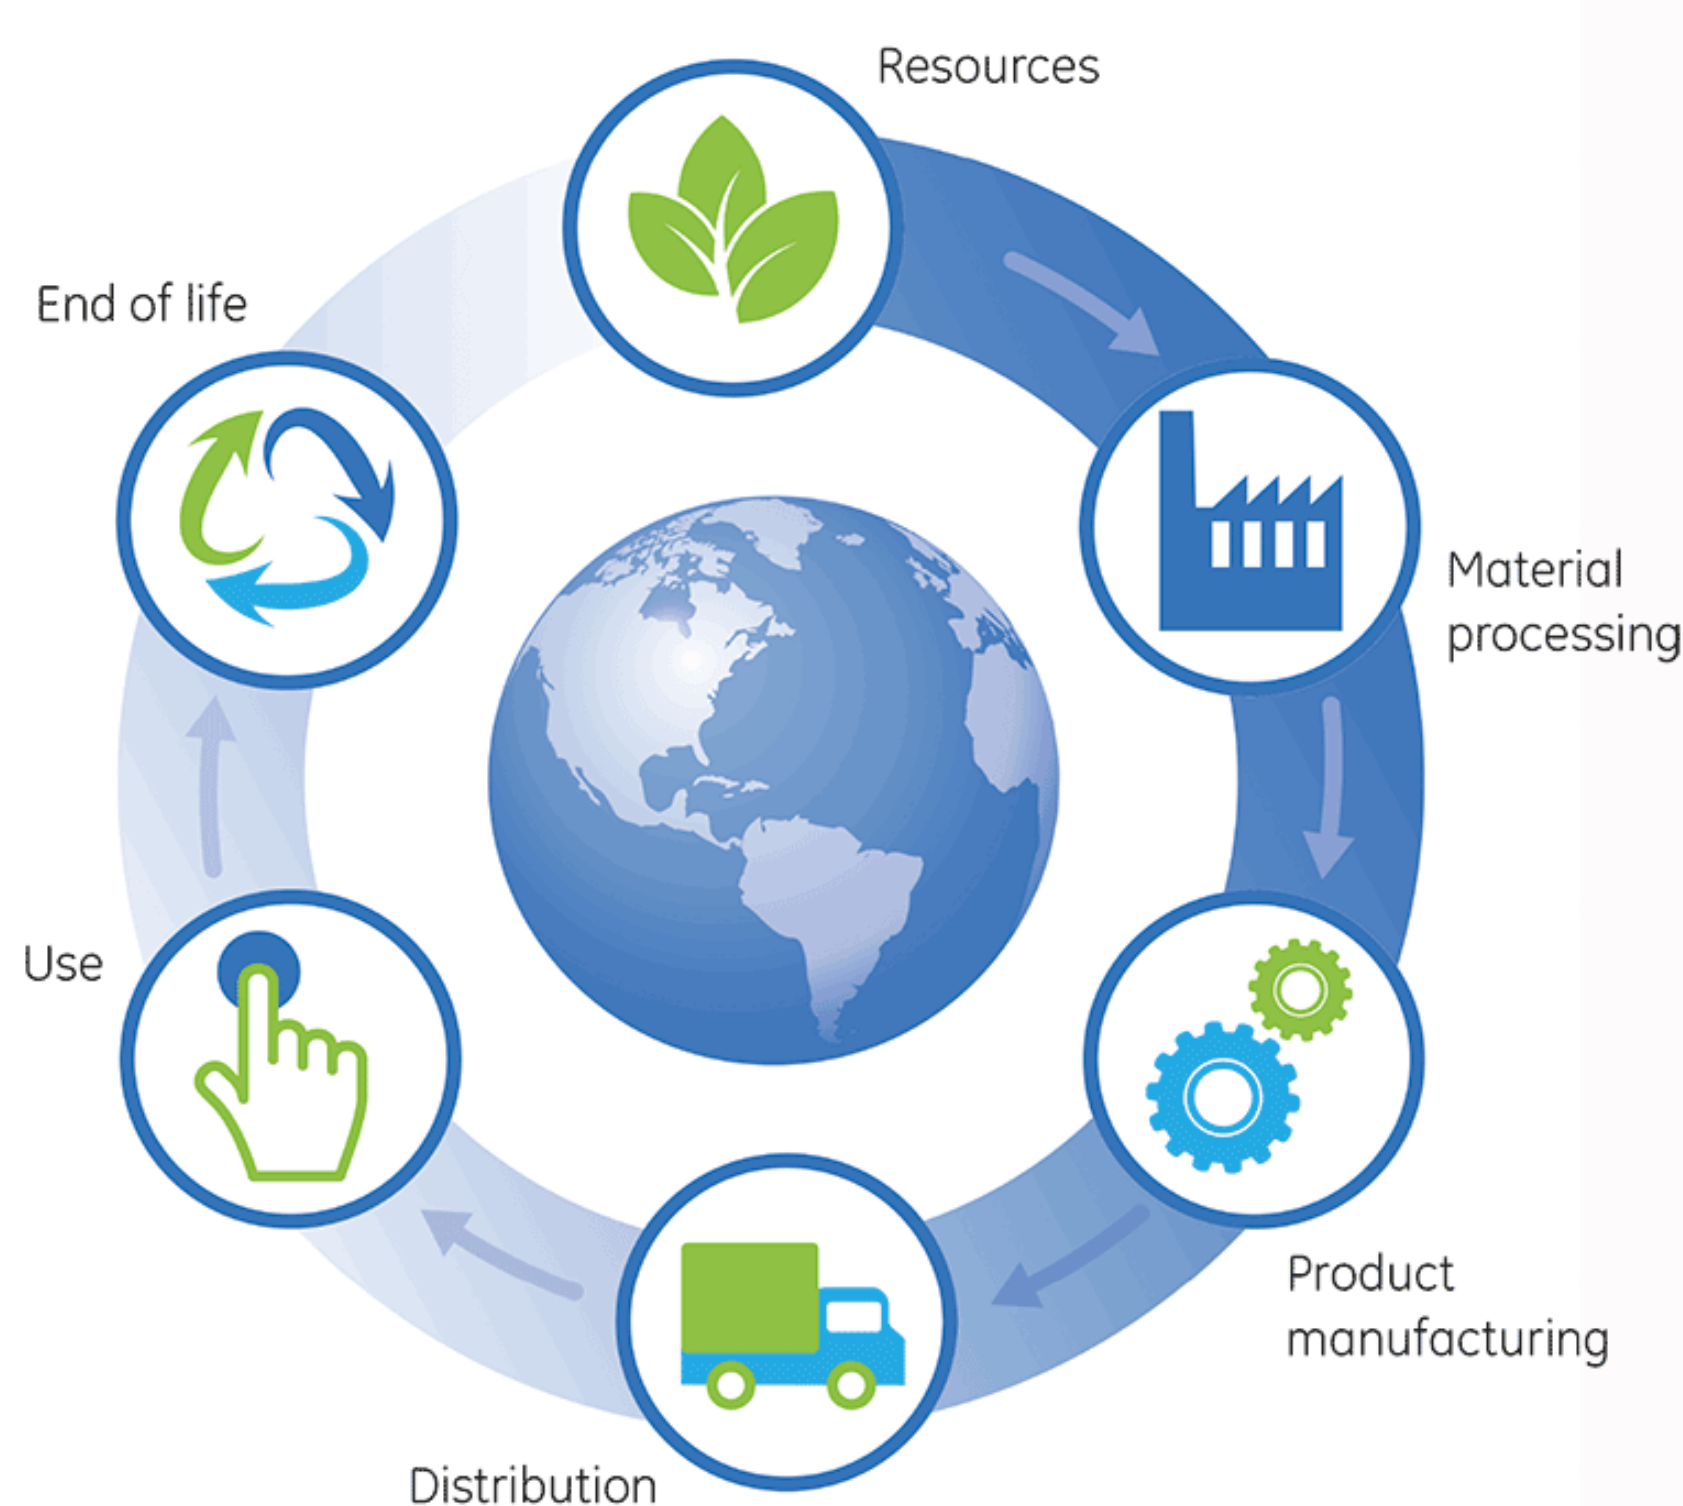 Resources
Material
processing
Product
manufacturing
Distribution
Use
End of life